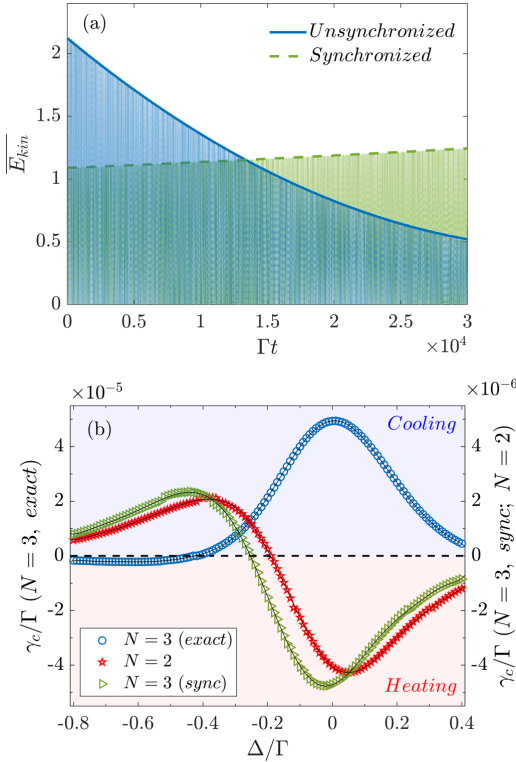 (a)
Unsynchronized
Synchronized
2
1.5
1
0.5
0
E_kin
0 0.5 1 1.5 2 2.5 3
Γt
×10⁴
×10⁻⁵
×10⁻⁶
(b)
Cooling
4
2
0
-2
-4
4
2
0
-2
-4
γ_c/Γ (N = 3, exact)
γ_c/Γ (N = 3, sync; N = 2)
N = 3 (exact)
N = 2
N = 3 (sync)
Heating
-0.8 -0.6 -0.4 -0.2 0 0.2 0.4
Δ/Γ